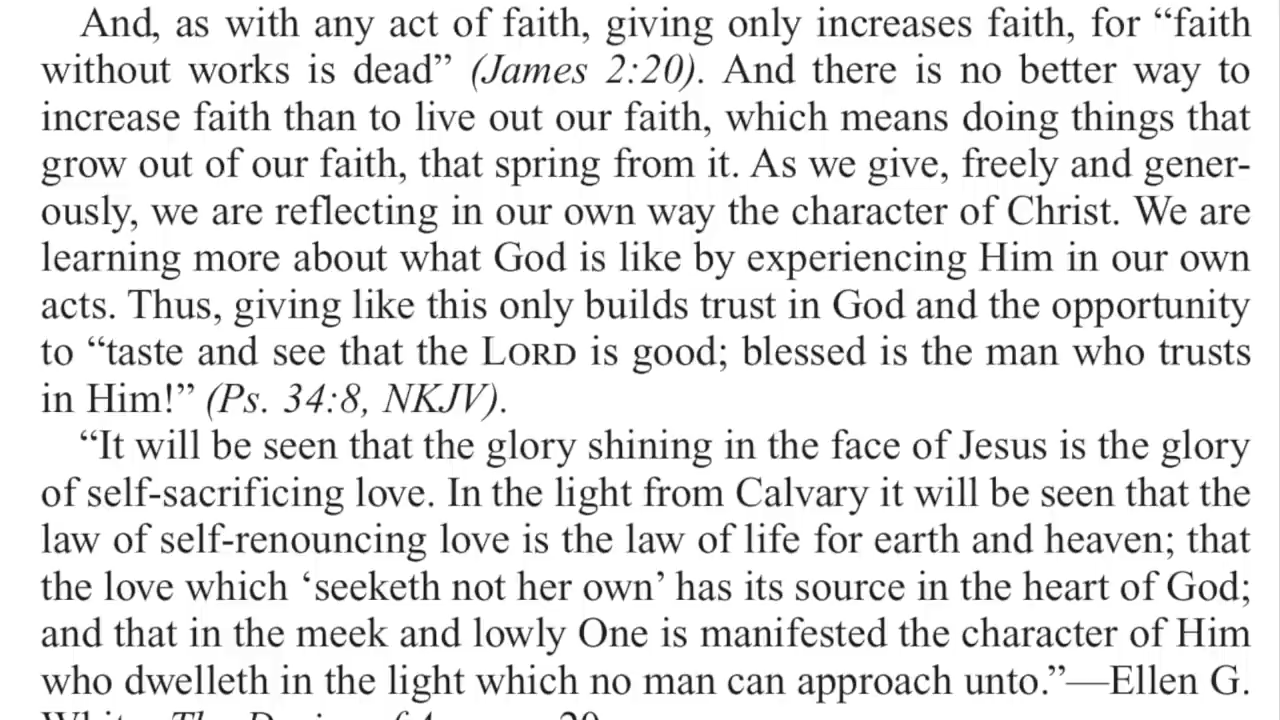 And, as with any act of faith, giving only increases faith, for “faith
without works is dead” (James 2:20). And there is no better way to
increase faith than to live out our faith, which means doing things that
grow out of our faith, that spring from it. As we give, freely and gener-
ously, we are reflecting in our own way the character of Christ. We are
learning more about what God is like by experiencing Him in our own
acts. Thus, giving like this only builds trust in God and the opportunity
to “taste and see that the LORD is good; blessed is the man who trusts
in Him!” (Ps. 34:8, NKJV).
“It will be seen that the glory shining in the face of Jesus is the glory
of self-sacrificing love. In the light from Calvary it will be seen that the
law of self-renouncing love is the law of life for earth and heaven; that
the love which ‘seeketh not her own’ has its source in the heart of God;
and that in the meek and lowly One is manifested the character of Him
who dwelleth in the light which no man can approach unto.”—Ellen G.